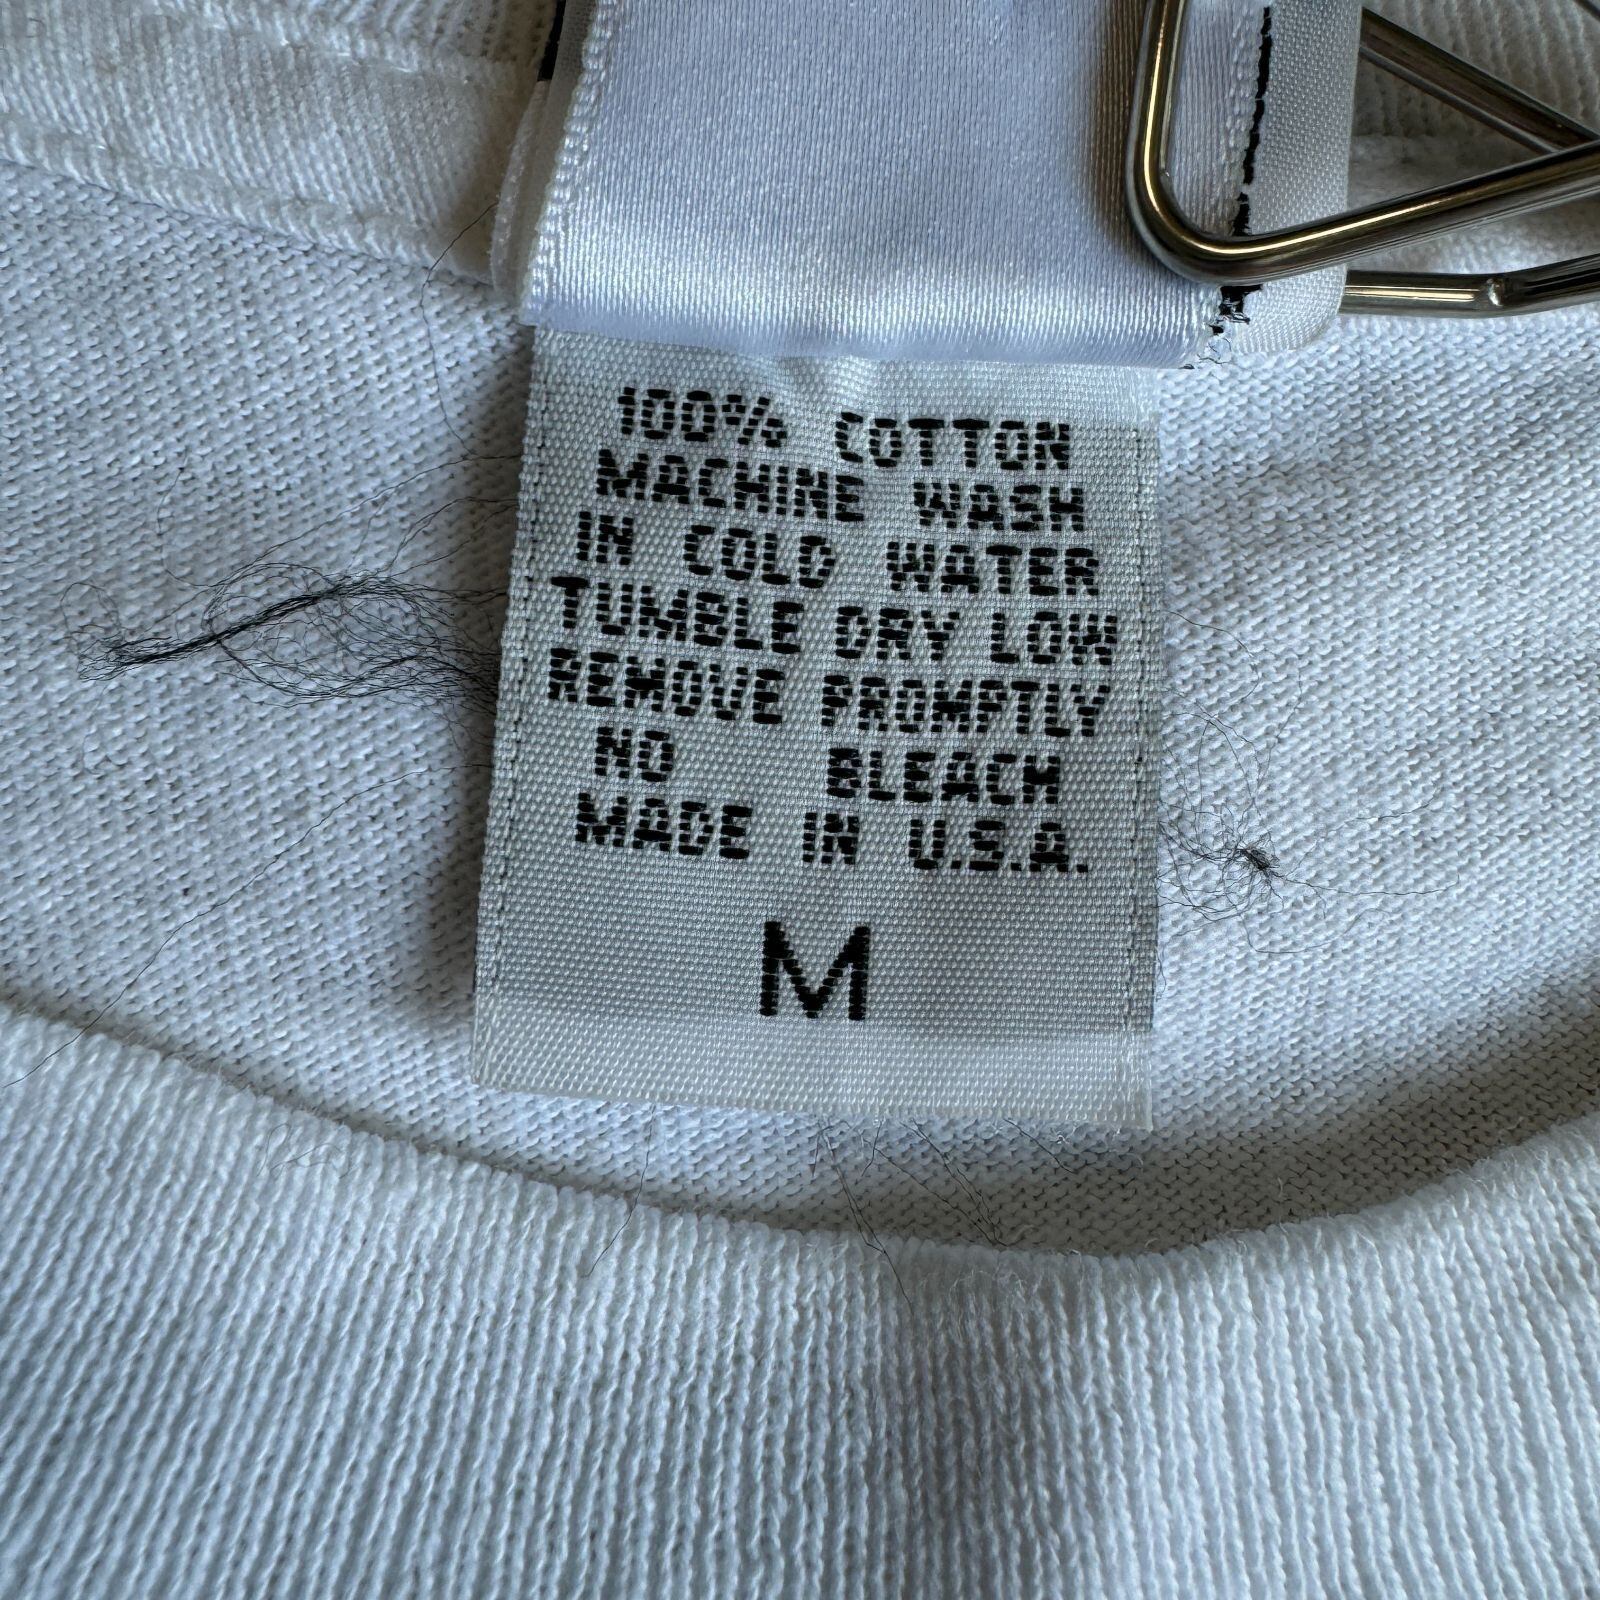 100% COTTON
MACHINE WASH
IN COLD WATER
TUMBLE DRY LOW
REMOVE PROMPTLY
NO BLEACH
MADE IN U.S.A.
M